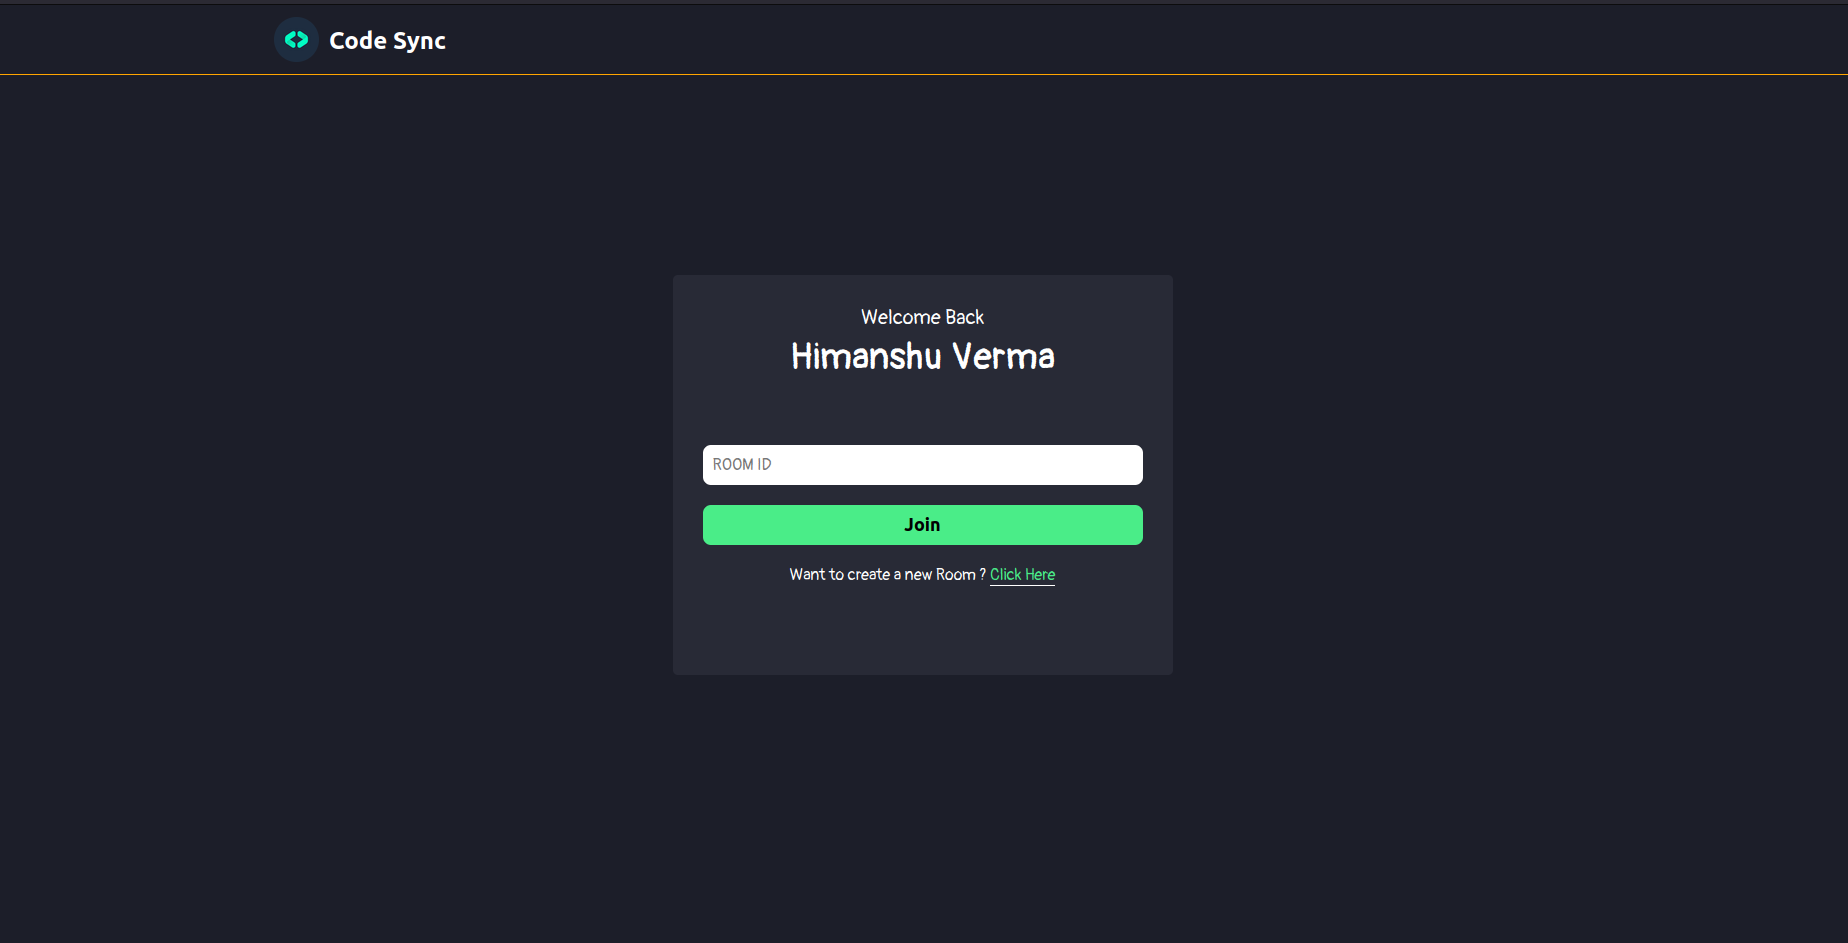 Code Sync
Welcome Back
Himanshu Verma
ROOM ID
Join
Want to create a new Room ? Click Here